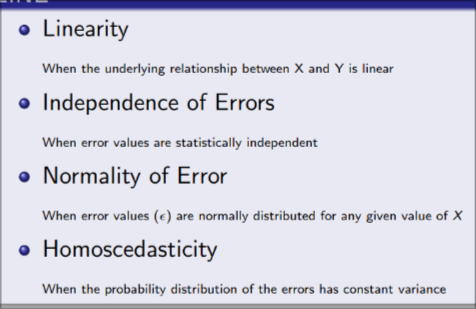 Linearity
When the underlying relationship between X and Y is linear
Independence of Errors
When error values are statistically independent
Normality of Error
When error values (ϵ) are normally distributed for any given value of X
Homoscedasticity
When the probability distribution of the errors has constant variance